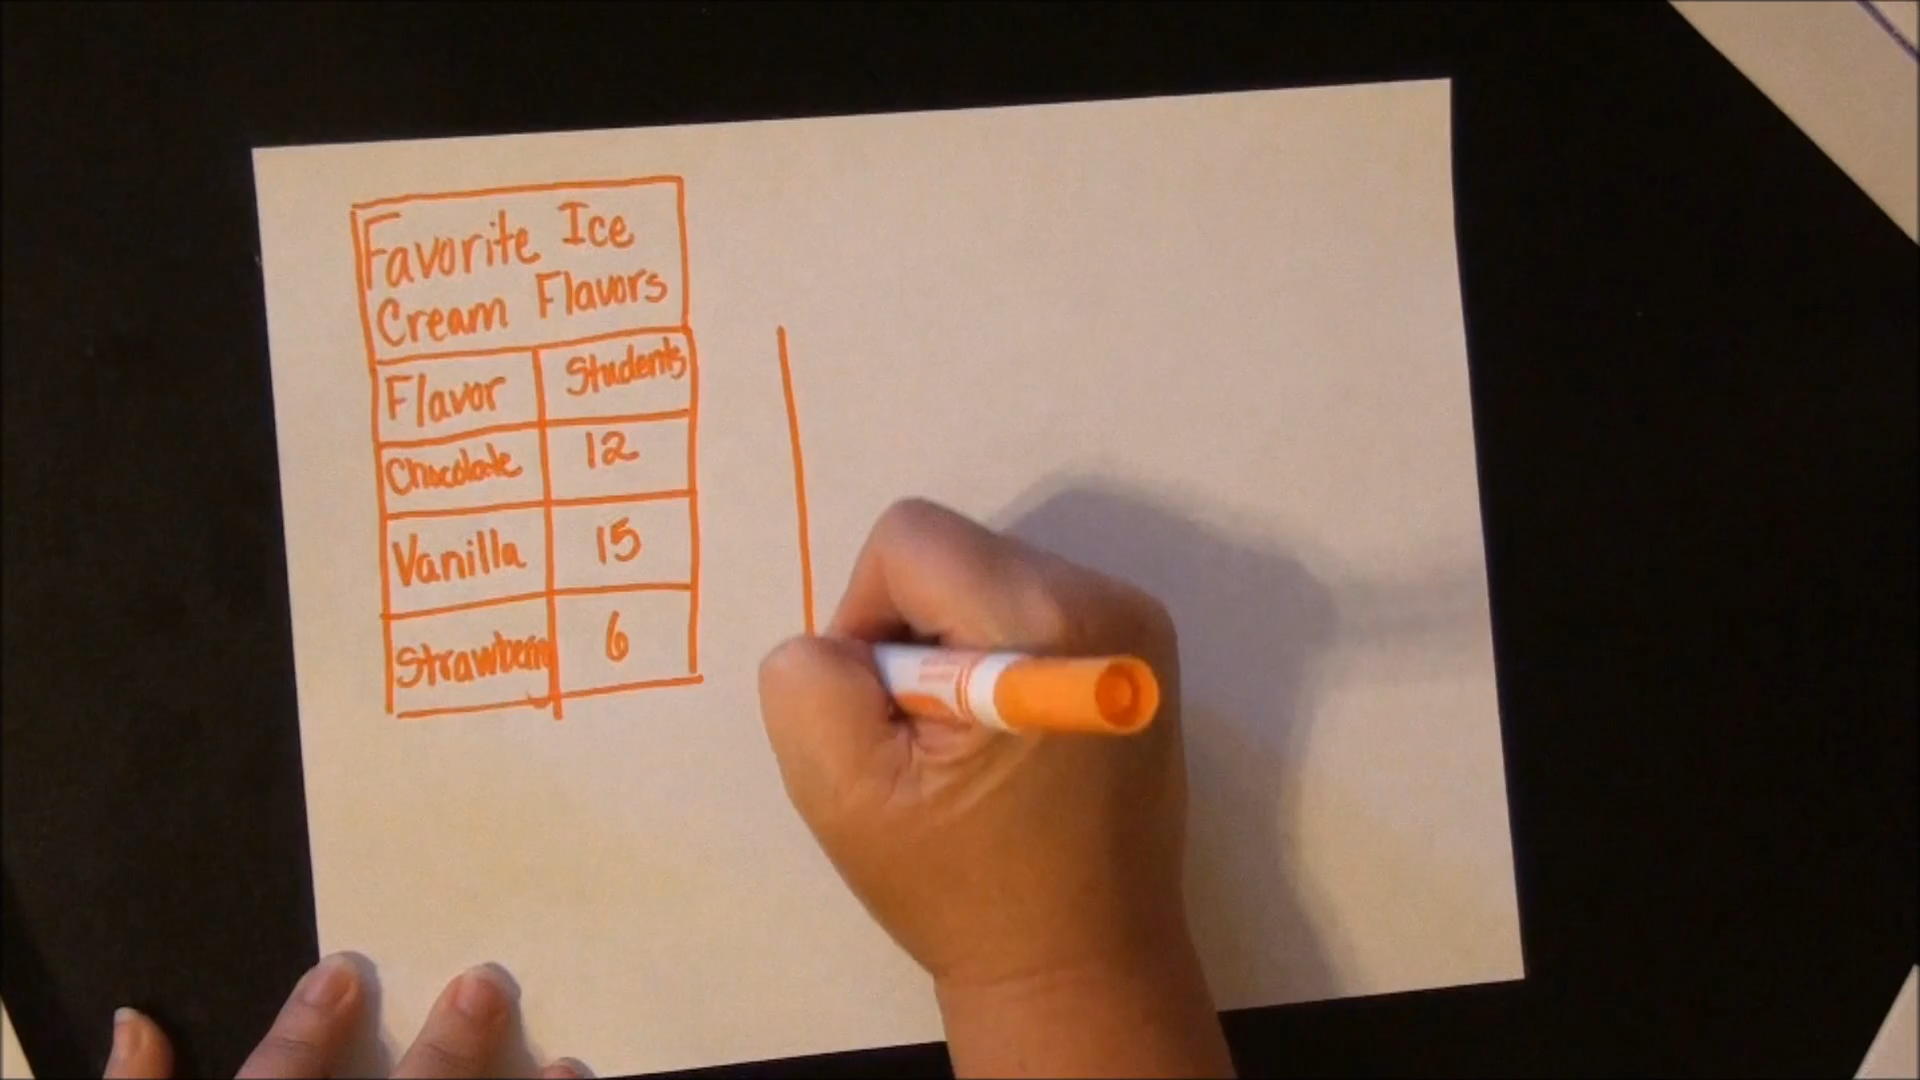 Favorite Ice
Cream Flavors
Flavor Students
Chocolate 12
Vanilla 15
Strawberry 6